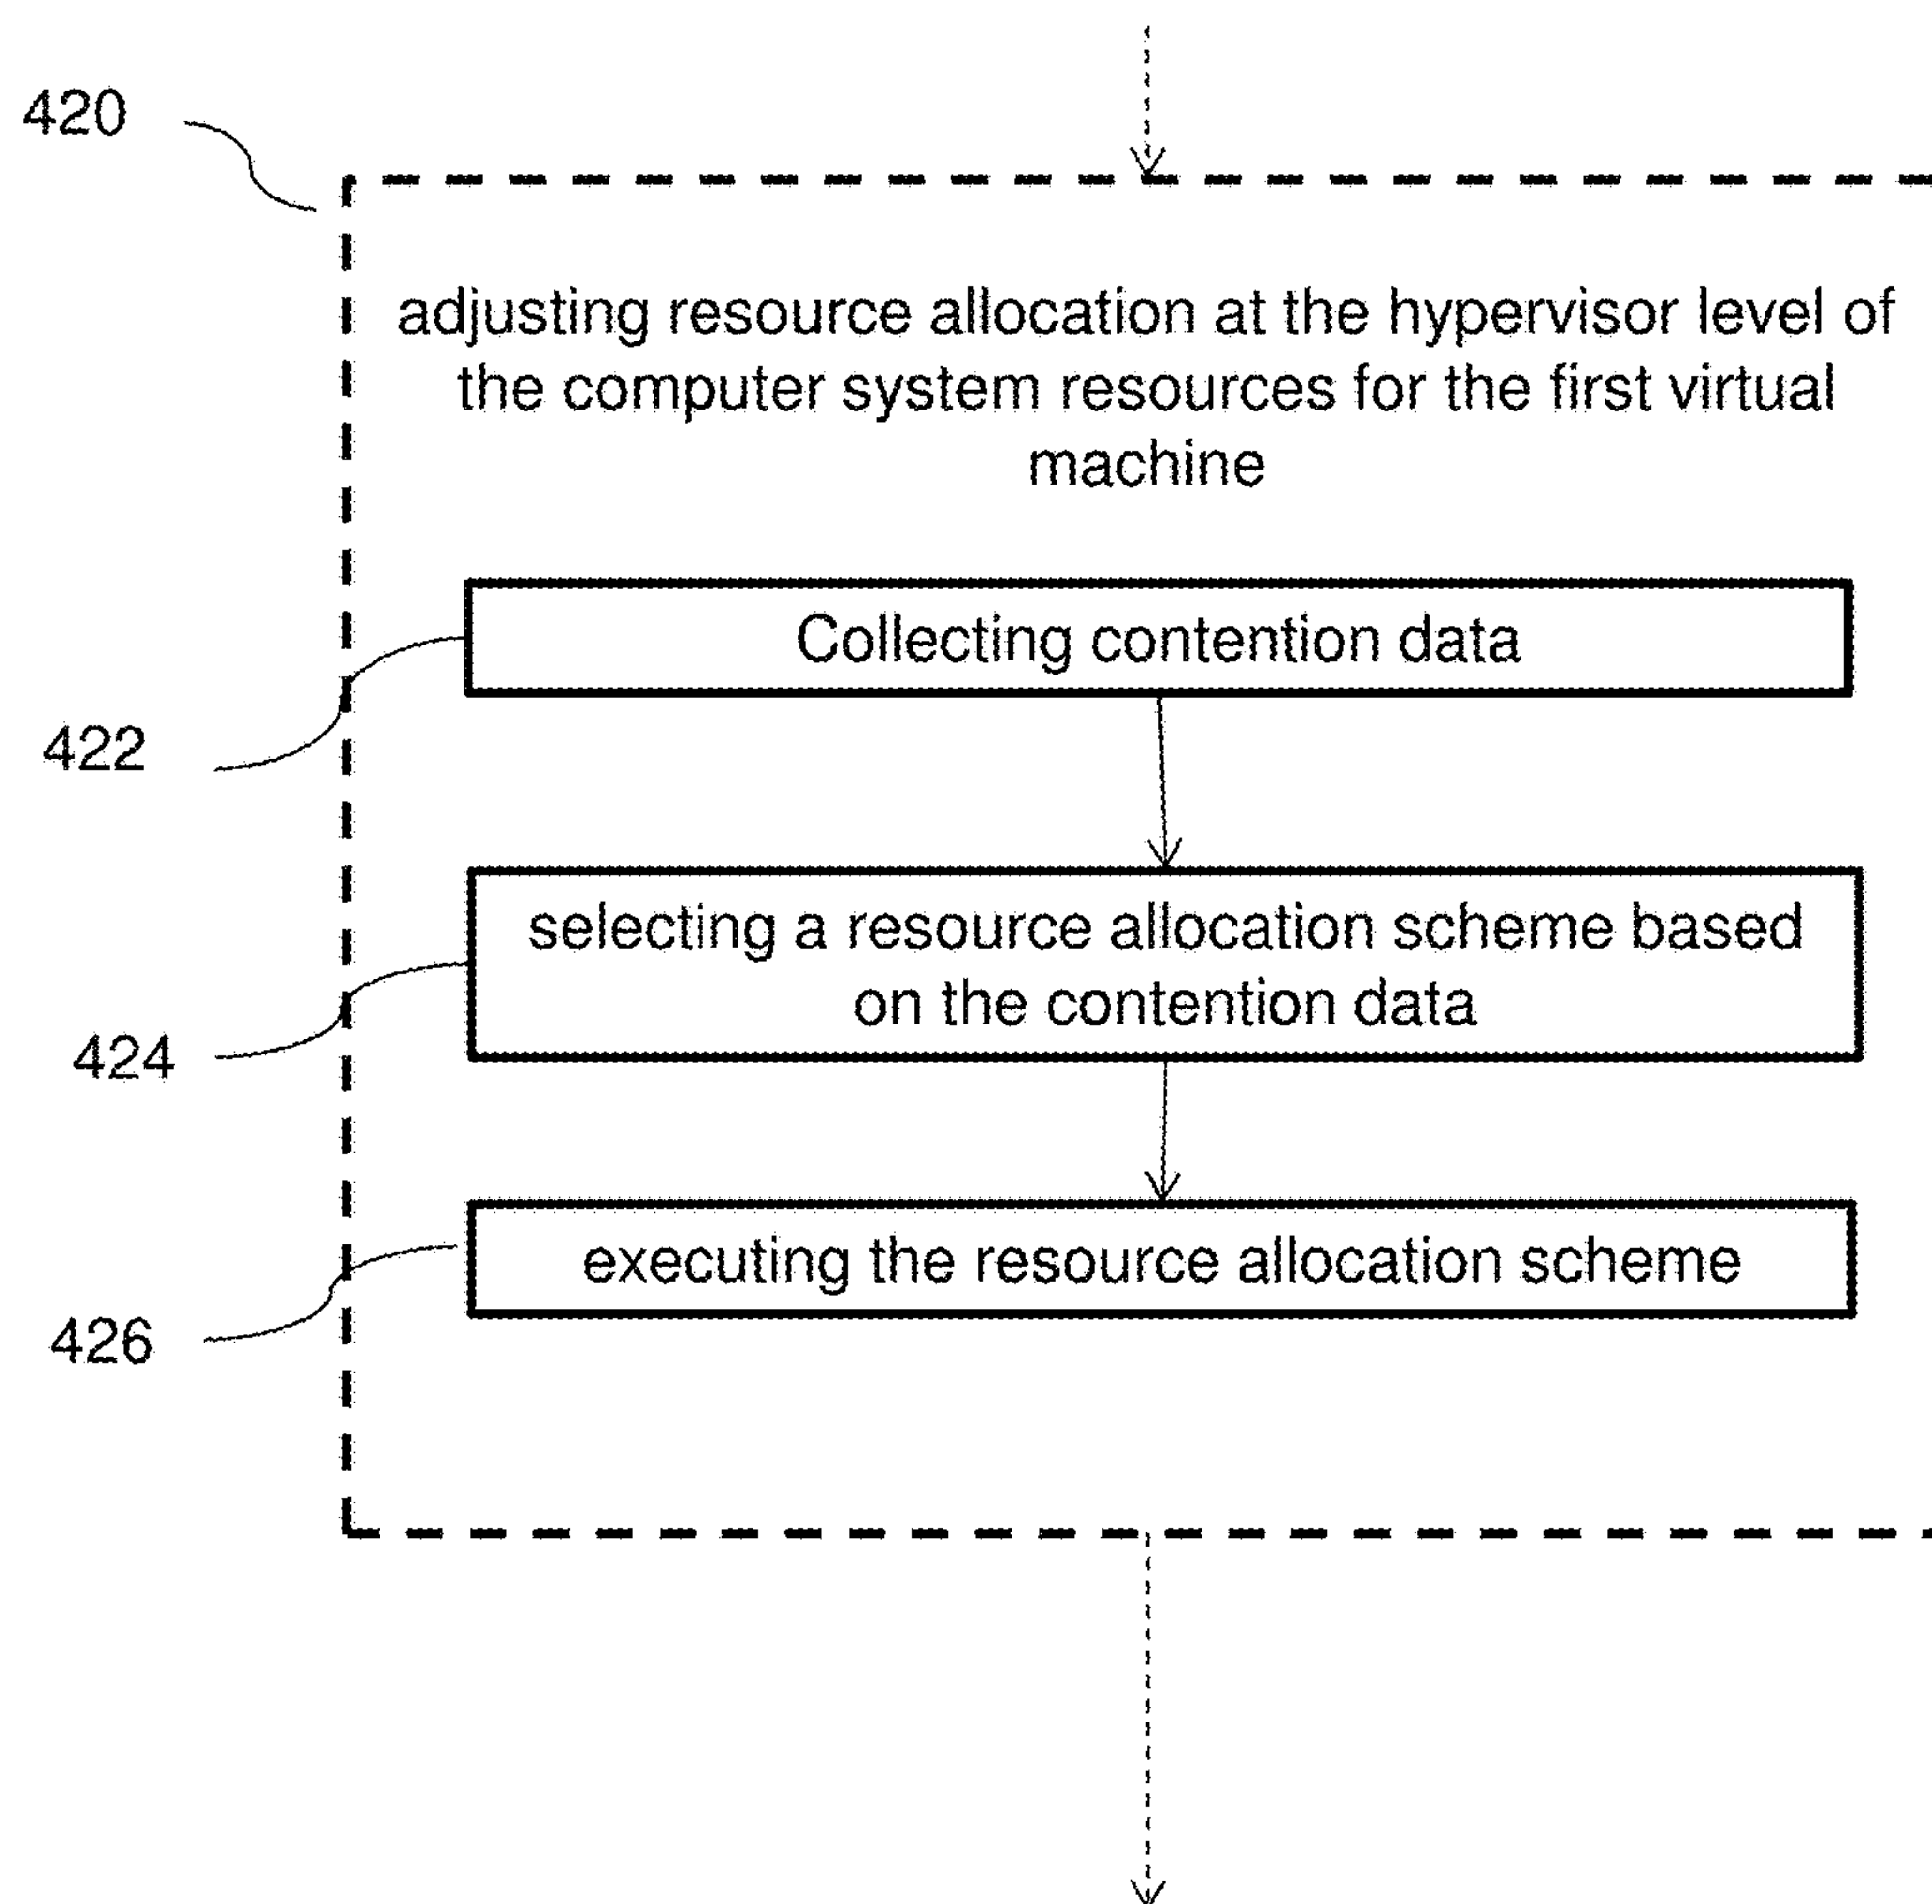 420
adjusting resource allocation at the hypervisor level of
the computer system resources for the first virtual
machine
Collecting contention data
422
selecting a resource allocation scheme based
on the contention data
424
executing the resource allocation scheme
426